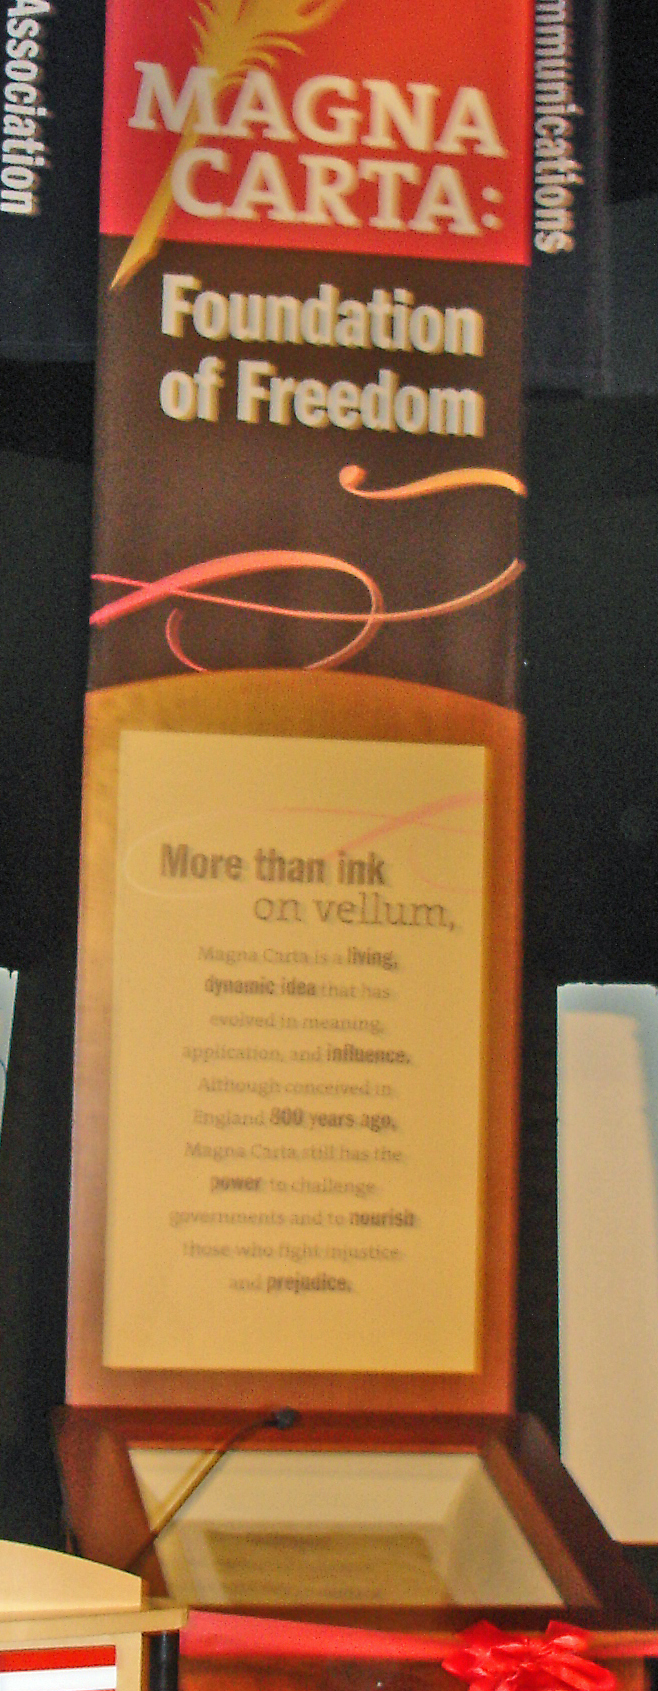 Association
mmunications
MAGNA
CARTA:
Foundation
of Freedom
More than ink
on vellum,
Magna Carta is a living,
dynamic idea that has
evolved in meaning,
application, and influence.
Although conceived in
England 800 years ago,
Magna Carta still has the
power to challenge
governments and to nourish
those who fight injustice
and prejudice.